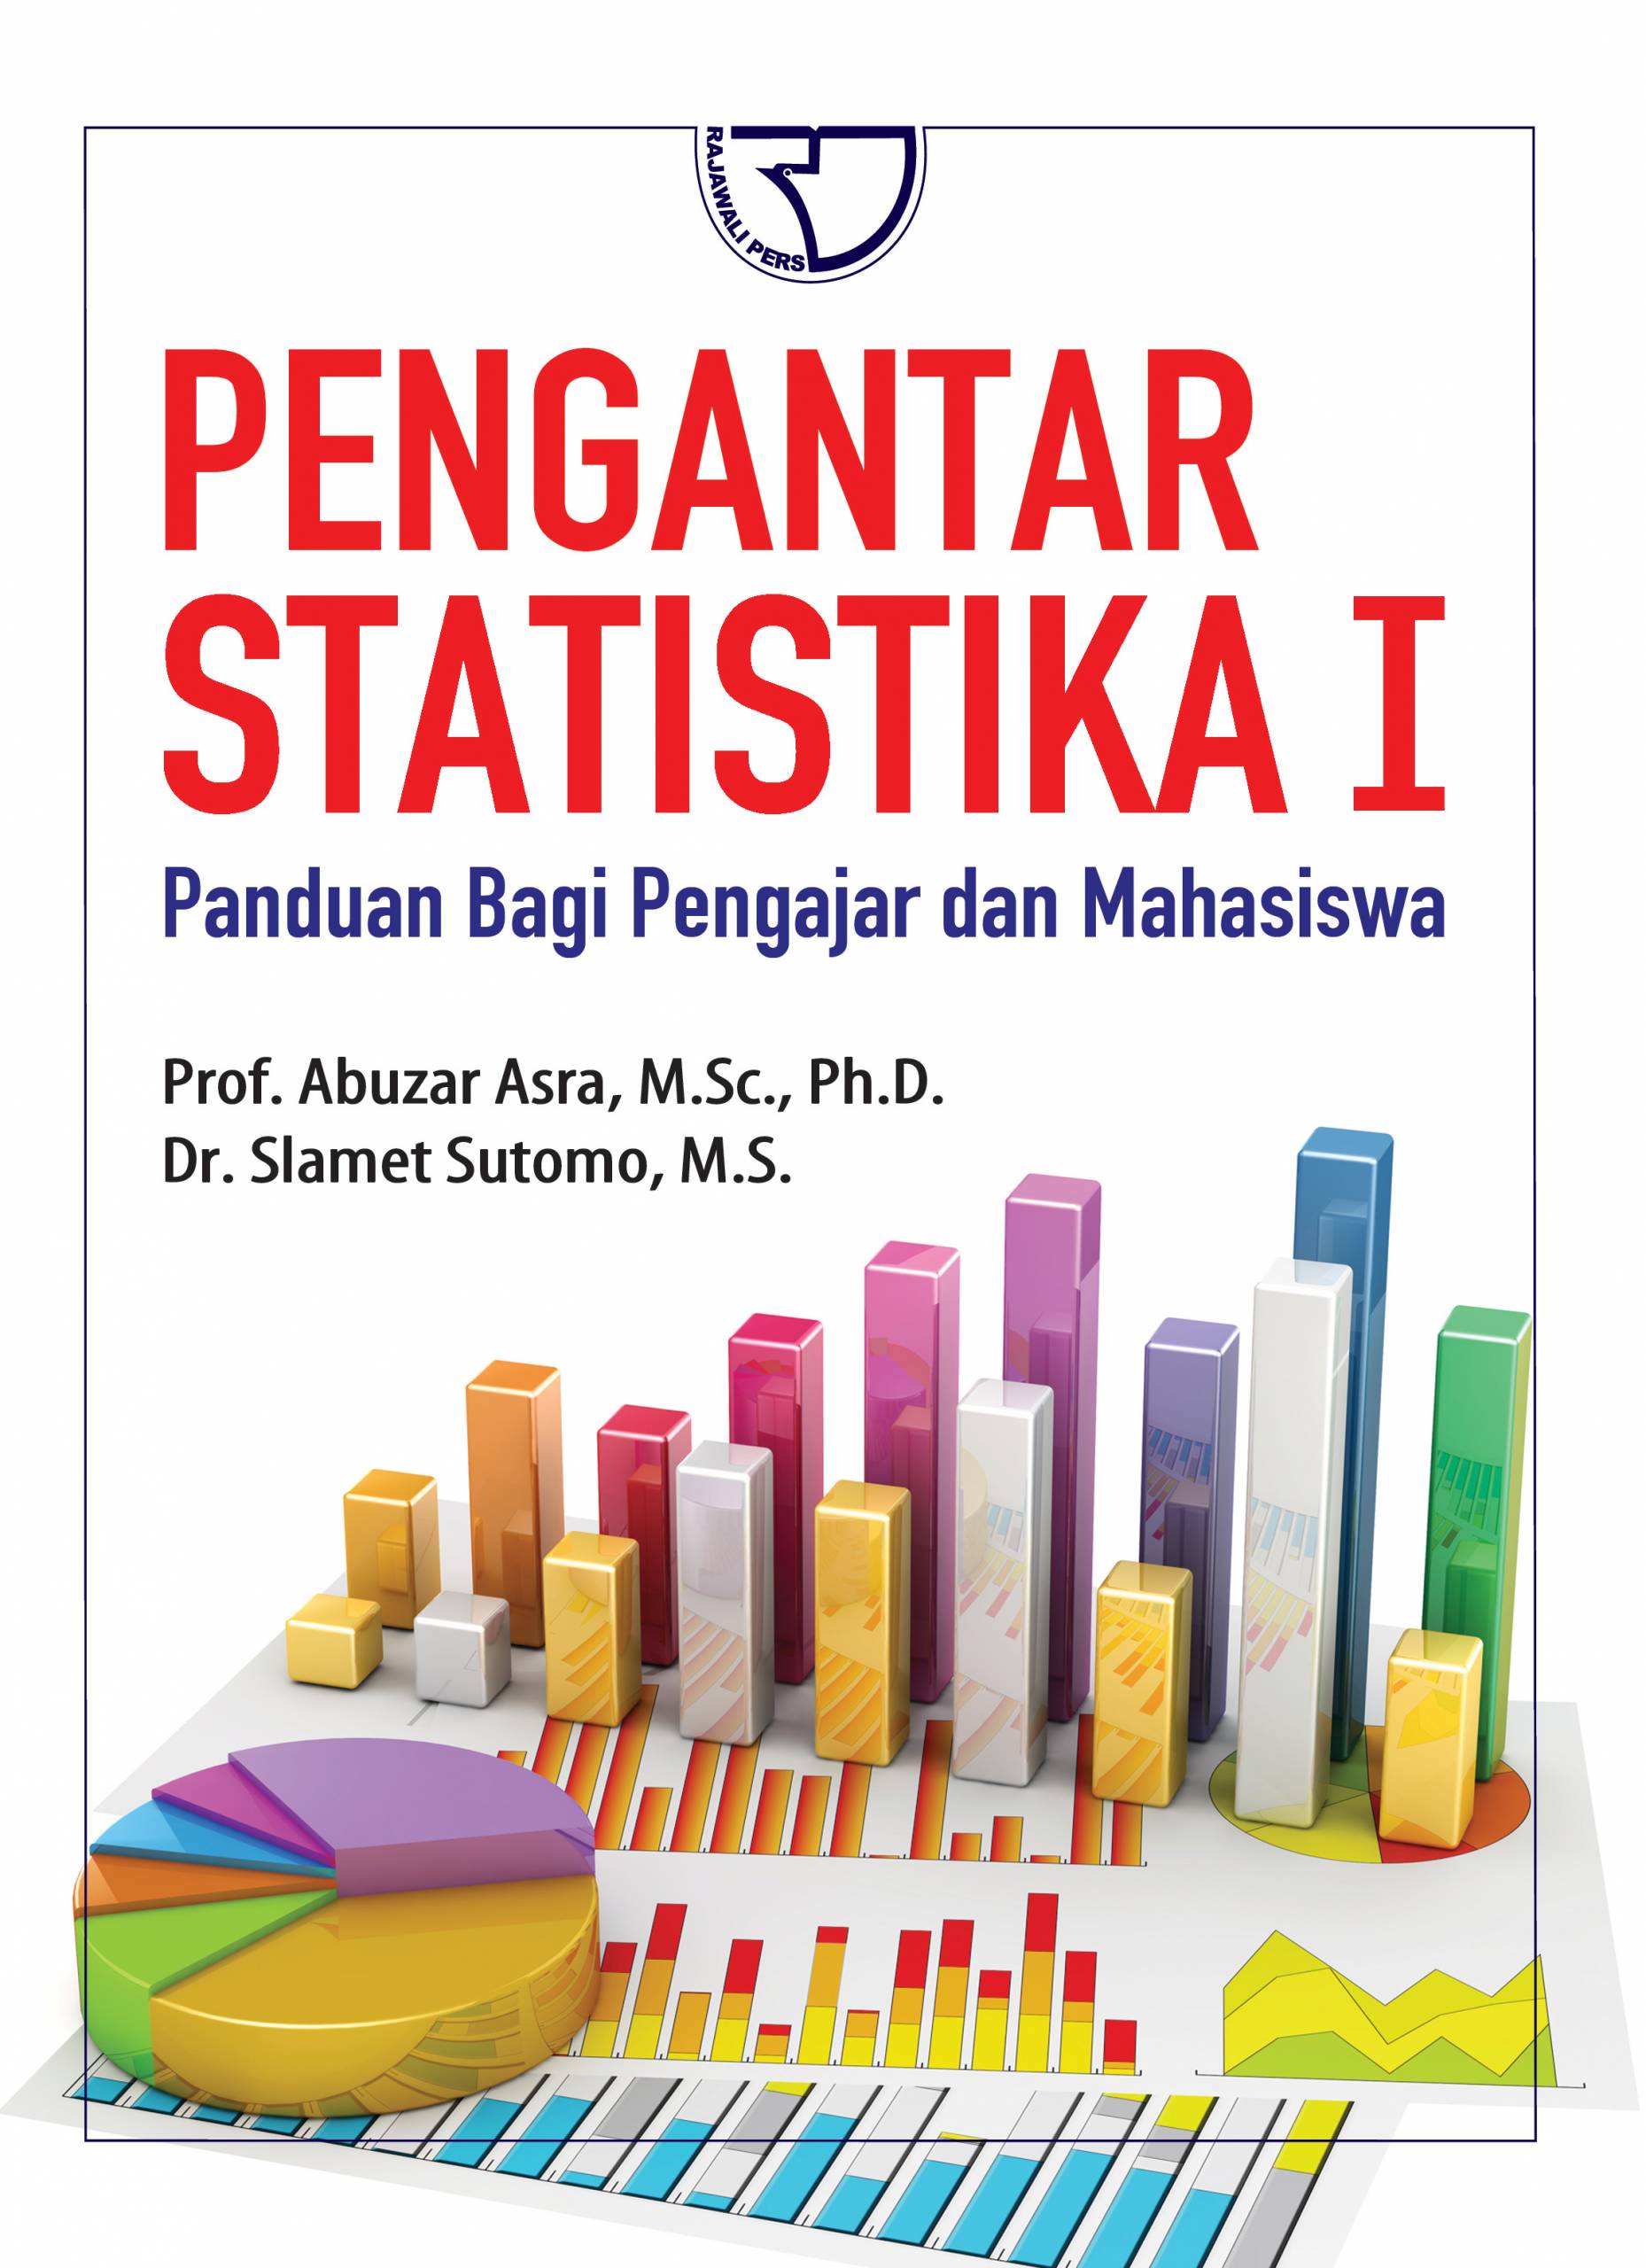 RAJAWALI PERS
PENGANTAR
STATISTIKA I
Panduan Bagi Pengajar dan Mahasiswa
Prof. Abuzar Asra, M.Sc., Ph.D.
Dr. Slamet Sutomo, M.S.